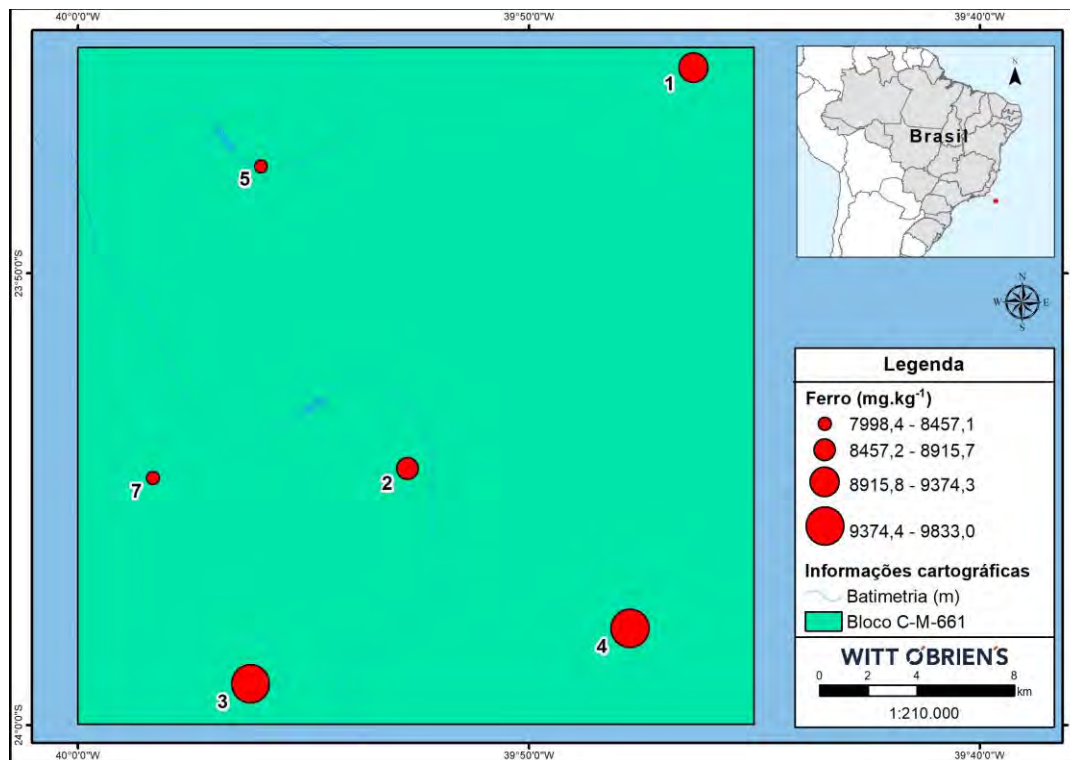 40°0'0"W
39°50'0"W
39°40'0"W
23°50'0"S
24°0'0"S
1
5
2
7
4
3
N
Brasil
N
W E
S
Legenda
Ferro (mg.kg⁻¹)
7998,4 - 8457,1
8457,2 - 8915,7
8915,8 - 9374,3
9374,4 - 9833,0
Informações cartográficas
Batimetria (m)
Bloco C-M-661
WITT O'BRIEN'S
0 2 4 8
km
1:210.000
40°0'0"W
39°50'0"W
39°40'0"W